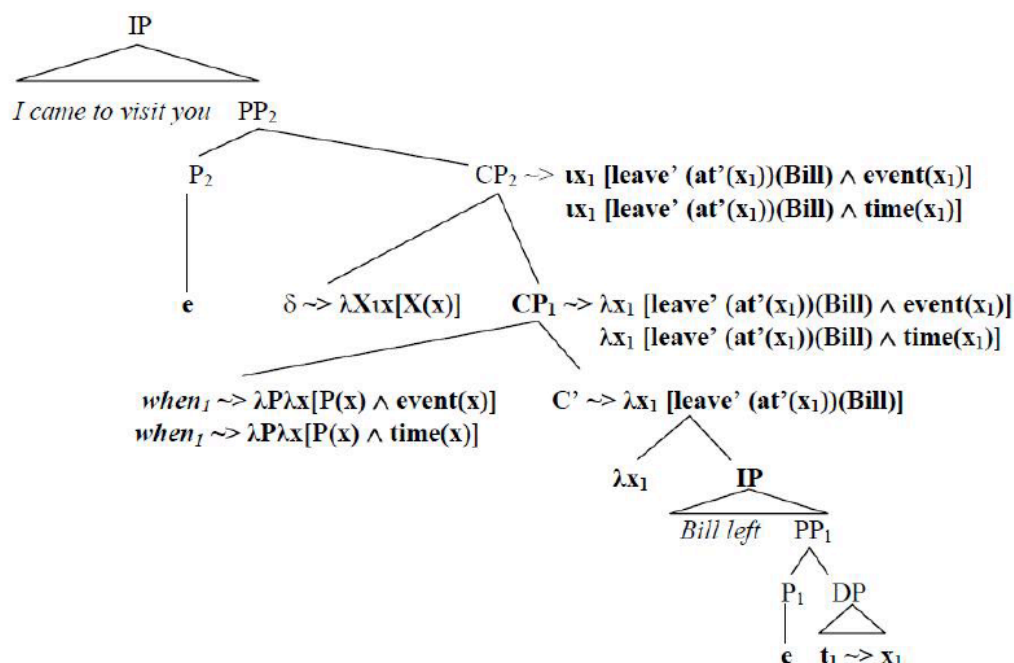 IP
I came to visit you PP₂
P₂ CP₂ ~> ιx₁ [leave’ (at’(x₁))(Bill) ∧ event(x₁)]
ιx₁ [leave’ (at’(x₁))(Bill) ∧ time(x₁)]
e δ ~> λXιx[X(x)] CP₁ ~> λx₁ [leave’ (at’(x₁))(Bill) ∧ event(x₁)]
λx₁ [leave’ (at’(x₁))(Bill) ∧ time(x₁)]
when₁ ~> λPλx[P(x) ∧ event(x)] C’ ~> λx₁ [leave’ (at’(x₁))(Bill)]
when₁ ~> λPλx[P(x) ∧ time(x)]
λx₁ IP
Bill left PP₁
P₁ DP
e t₁ ~> x₁